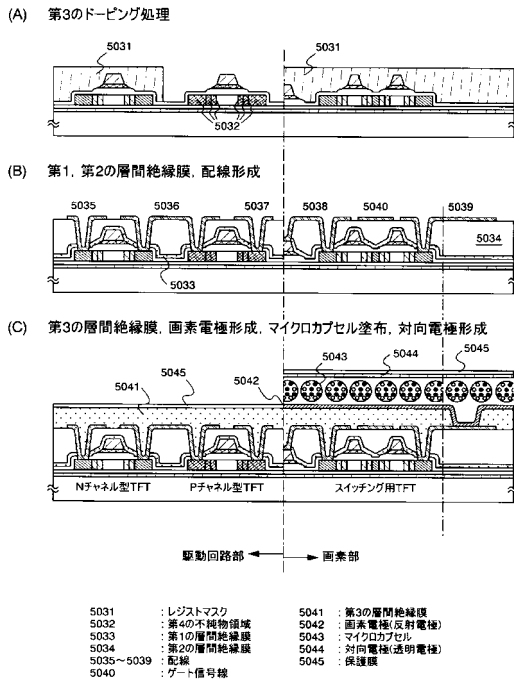 (A) 第3のドーピング処理
5031
5031
5032
(B) 第1，第2の層間絶縁膜，配線形成
5035 5036 5037 5038 5040 5039
5034
5033
(C) 第3の層間絶縁膜，画素電極形成，マイクロカプセル塗布，対向電極形成
5043 5044 5045
5041 5045 5042
Nチャネル型TFT Pチャネル型TFT スイッチング用TFT
駆動回路部 画素部
5031 : レジストマスク
5032 : 第4の不純物領域
5033 : 第1の層間絶縁膜
5034 : 第2の層間絶縁膜
5035～5039 : 配線
5040 : ゲート信号線
5041 : 第3の層間絶縁膜
5042 : 画素電極(反射電極)
5043 : マイクロカプセル
5044 : 対向電極(透明電極)
5045 : 保護膜